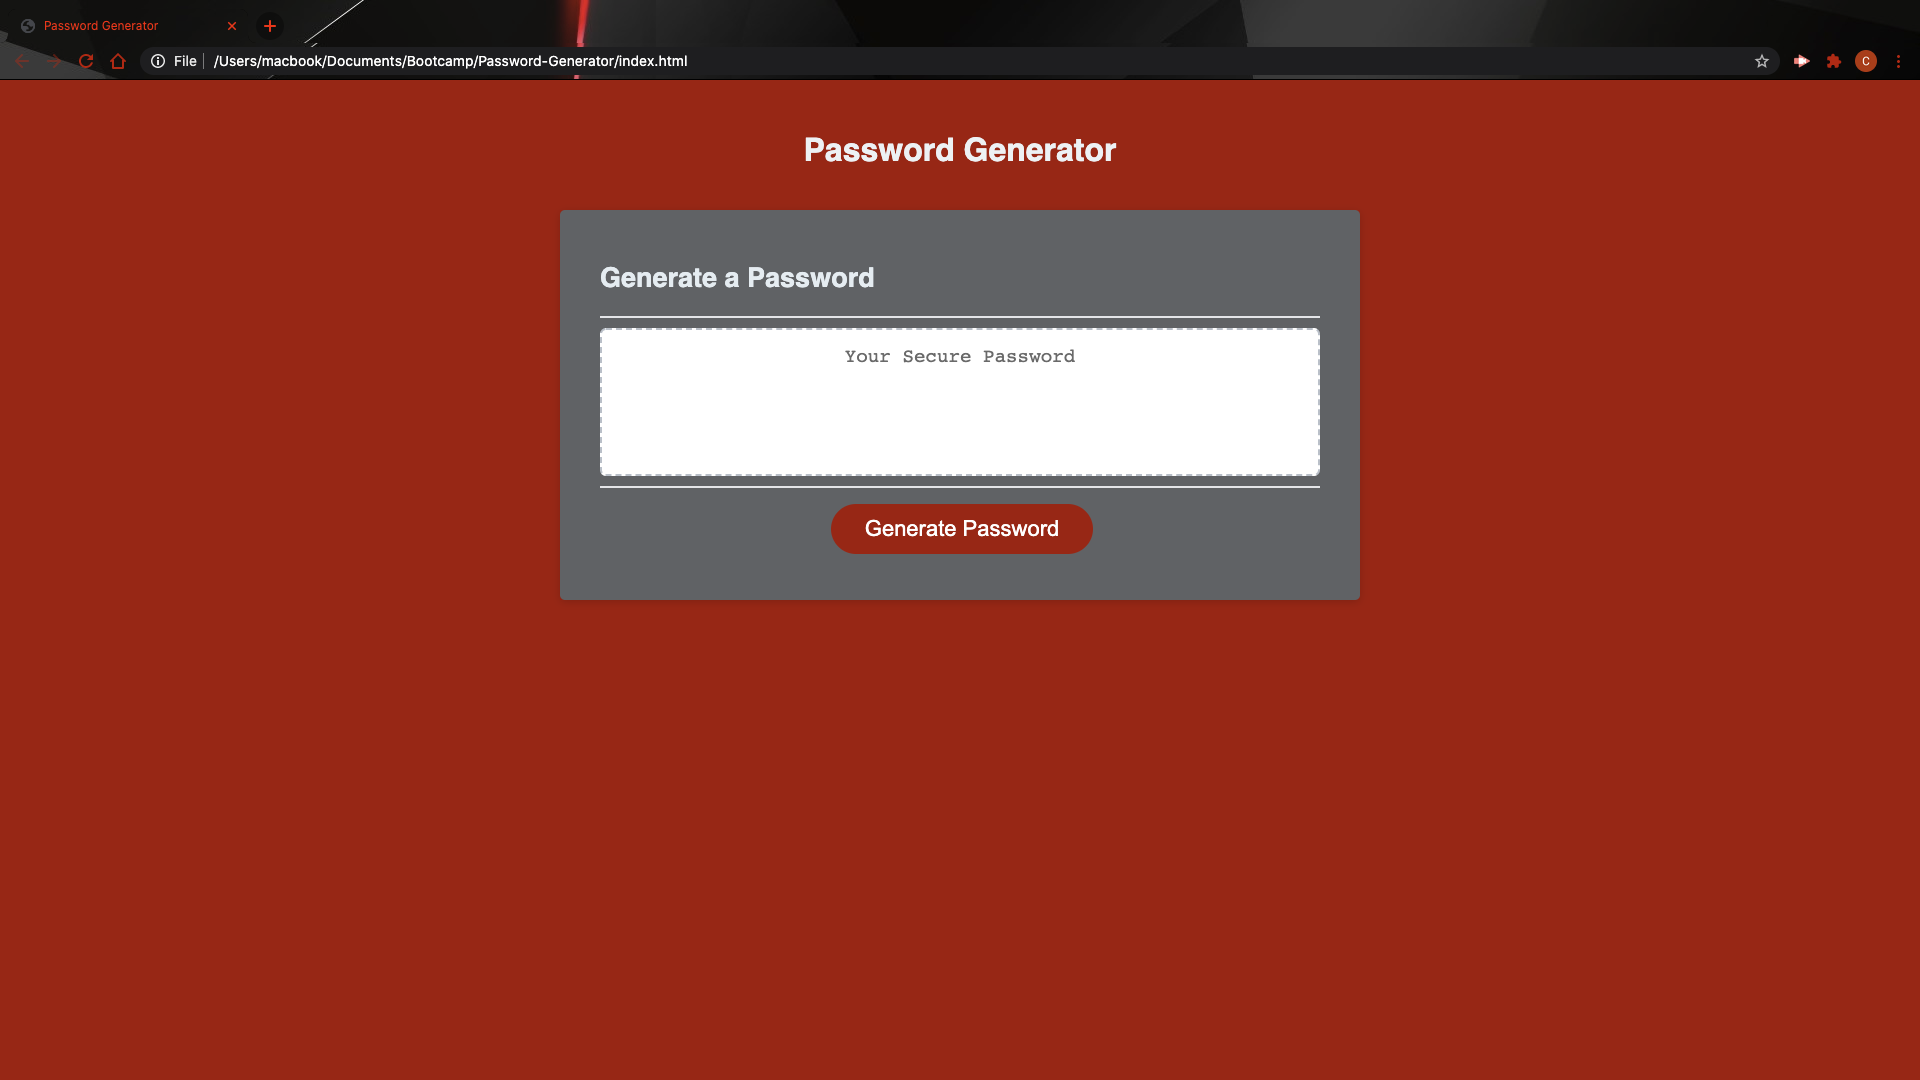 Password Generator
File /Users/macbook/Documents/Bootcamp/Password-Generator/index.html
C
Password Generator
Generate a Password
Your Secure Password
Generate Password